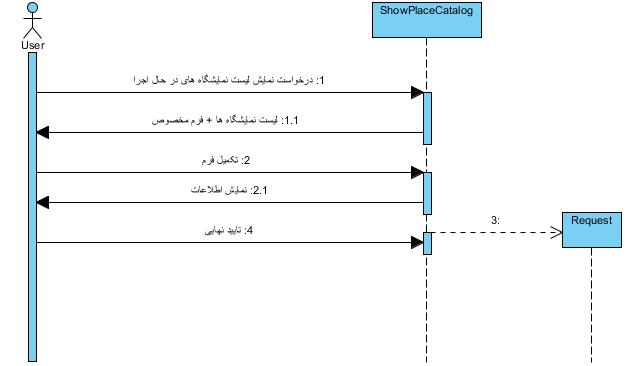 User
ShowPlaceCatalog
1: درخواست نمایش لیست نمایشگاه های در حال اجرا
1.1: لیست نمایشگاه ها + فرم مخصوص
2: تکمیل فرم
2.1: نمایش اطلاعات
3:
Request
4: تایید نهایی